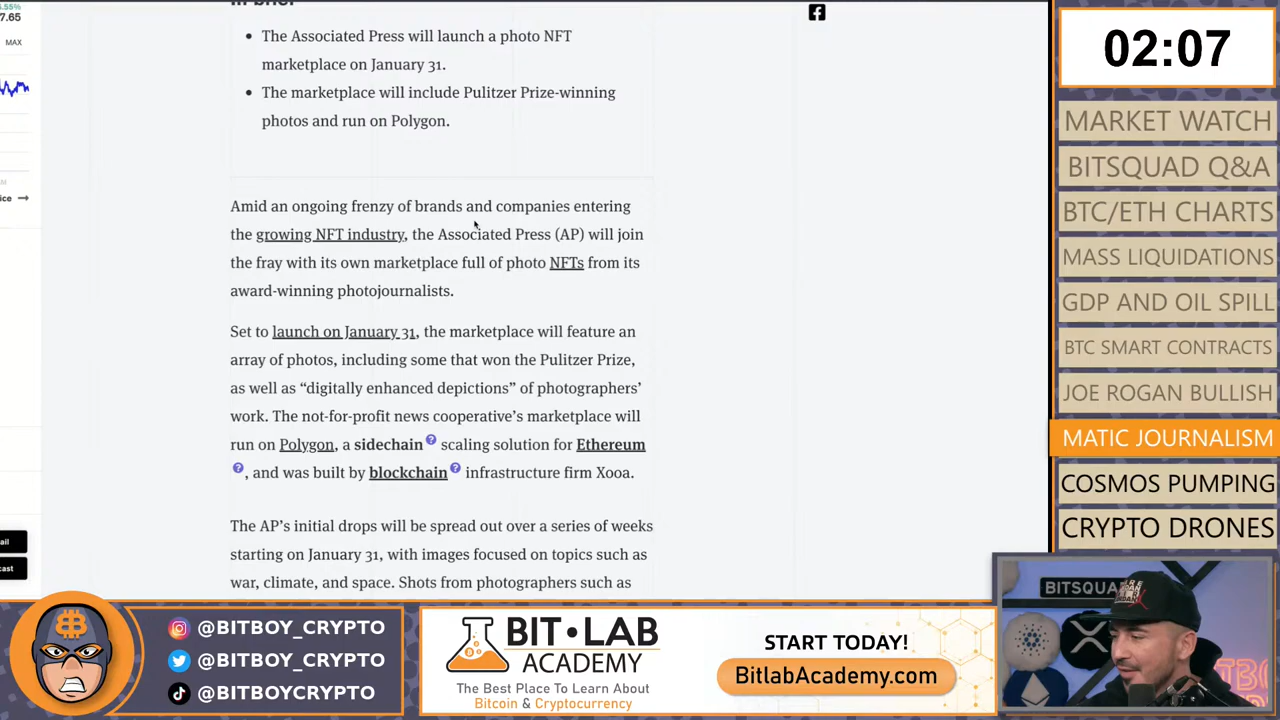 5.55%
7.65
MAX
ice →
ail
cast
In brief
The Associated Press will launch a photo NFT
marketplace on January 31.
The marketplace will include Pulitzer Prize-winning
photos and run on Polygon.
Amid an ongoing frenzy of brands and companies entering
the growing NFT industry, the Associated Press (AP) will join
the fray with its own marketplace full of photo NFTs from its
award-winning photojournalists.
Set to launch on January 31, the marketplace will feature an
array of photos, including some that won the Pulitzer Prize,
as well as “digitally enhanced depictions” of photographers’
work. The not-for-profit news cooperative’s marketplace will
run on Polygon, a sidechain ? scaling solution for Ethereum
?, and was built by blockchain ? infrastructure firm Xooa.
The AP’s initial drops will be spread out over a series of weeks
starting on January 31, with images focused on topics such as
war, climate, and space. Shots from photographers such as
02:07
MARKET WATCH
BITSQUAD Q&A
BTC/ETH CHARTS
MASS LIQUIDATIONS
GDP AND OIL SPILL
BTC SMART CONTRACTS
JOE ROGAN BULLISH
MATIC JOURNALISM
COSMOS PUMPING
CRYPTO DRONES
BITSQUA
@BITBOY_CRYPTO
@BITBOY_CRYPTO
@BITBOYCRYPTO
BIT•LAB
ACADEMY
The Best Place To Learn About
Bitcoin & Cryptocurrency
START TODAY!
BitlabAcademy.com